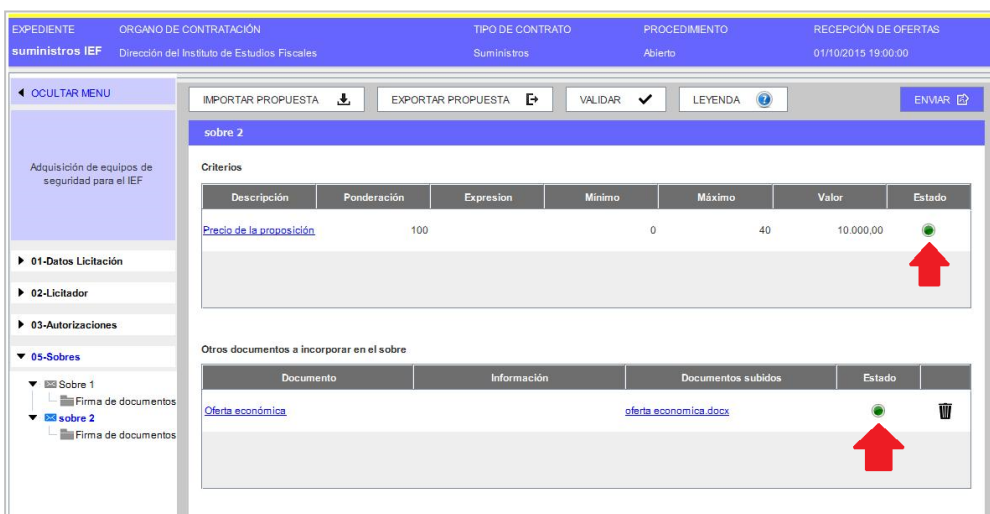 EXPEDIENTE ORGANO DE CONTRATACIÓN TIPO DE CONTRATO PROCEDIMIENTO RECEPCIÓN DE OFERTAS
suministros IEF Dirección del Instituto de Estudios Fiscales Suministros Abierto 01/10/2015 19:00:00
OCULTAR MENU
IMPORTAR PROPUESTA EXPORTAR PROPUESTA VALIDAR LEYENDA ? ENVIAR
sobre 2
Adquisición de equipos de
seguridad para el IEF
Criterios
Descripción Ponderación Expresion Mínimo Máximo Valor Estado
Precio de la proposición 100 0 40 10.000,00
01-Datos Licitación
02-Licitador
03-Autorizaciones
05-Sobres
Sobre 1
Firma de documentos
sobre 2
Firma de documentos
Otros documentos a incorporar en el sobre
Documento Información Documentos subidos Estado
Oferta económica oferta economica.docx